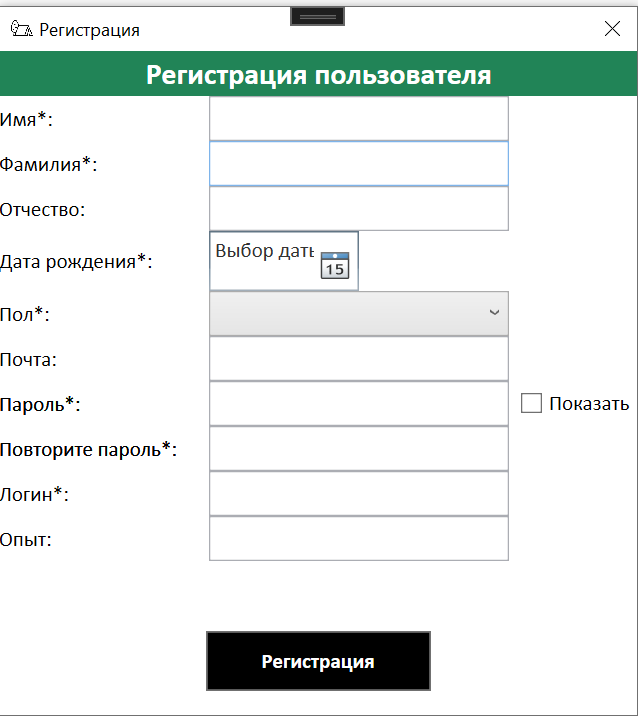 Регистрация
Регистрация пользователя
Имя*:
Фамилия*:
Отчество:
Дата рождения*: Выбор даты 15
Пол*:
Почта:
Пароль*: Показать
Повторите пароль*:
Логин*:
Опыт:
Регистрация